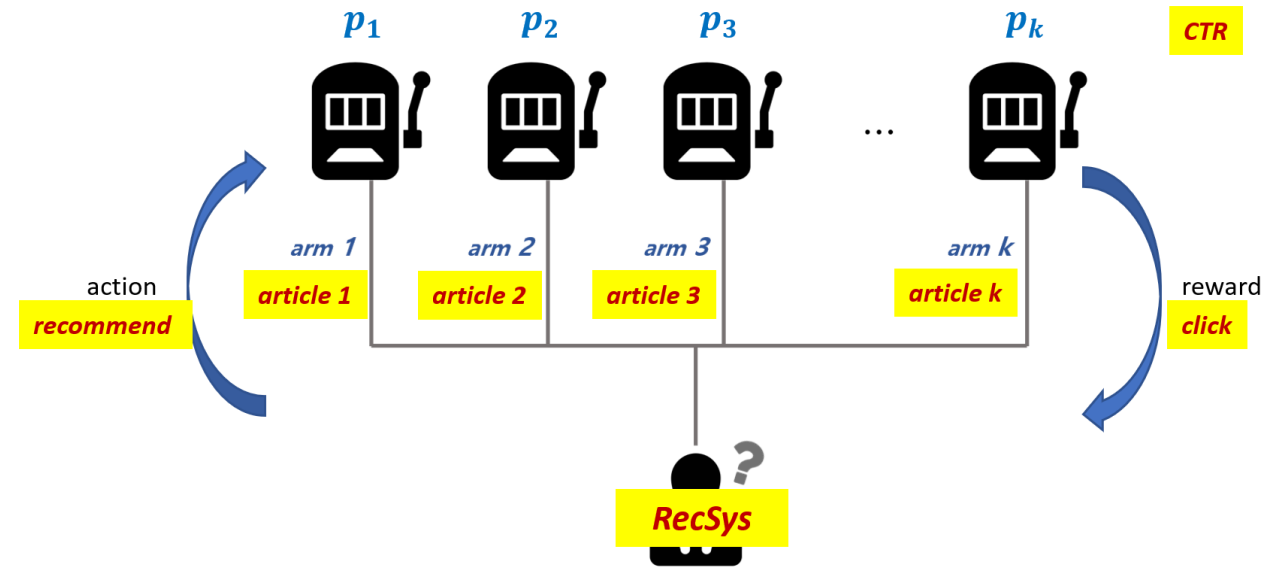 p₁ p₂ p₃ pₖ CTR
...
arm 1 arm 2 arm 3 arm k
action article 1 article 2 article 3 article k reward
recommend click
?
RecSys